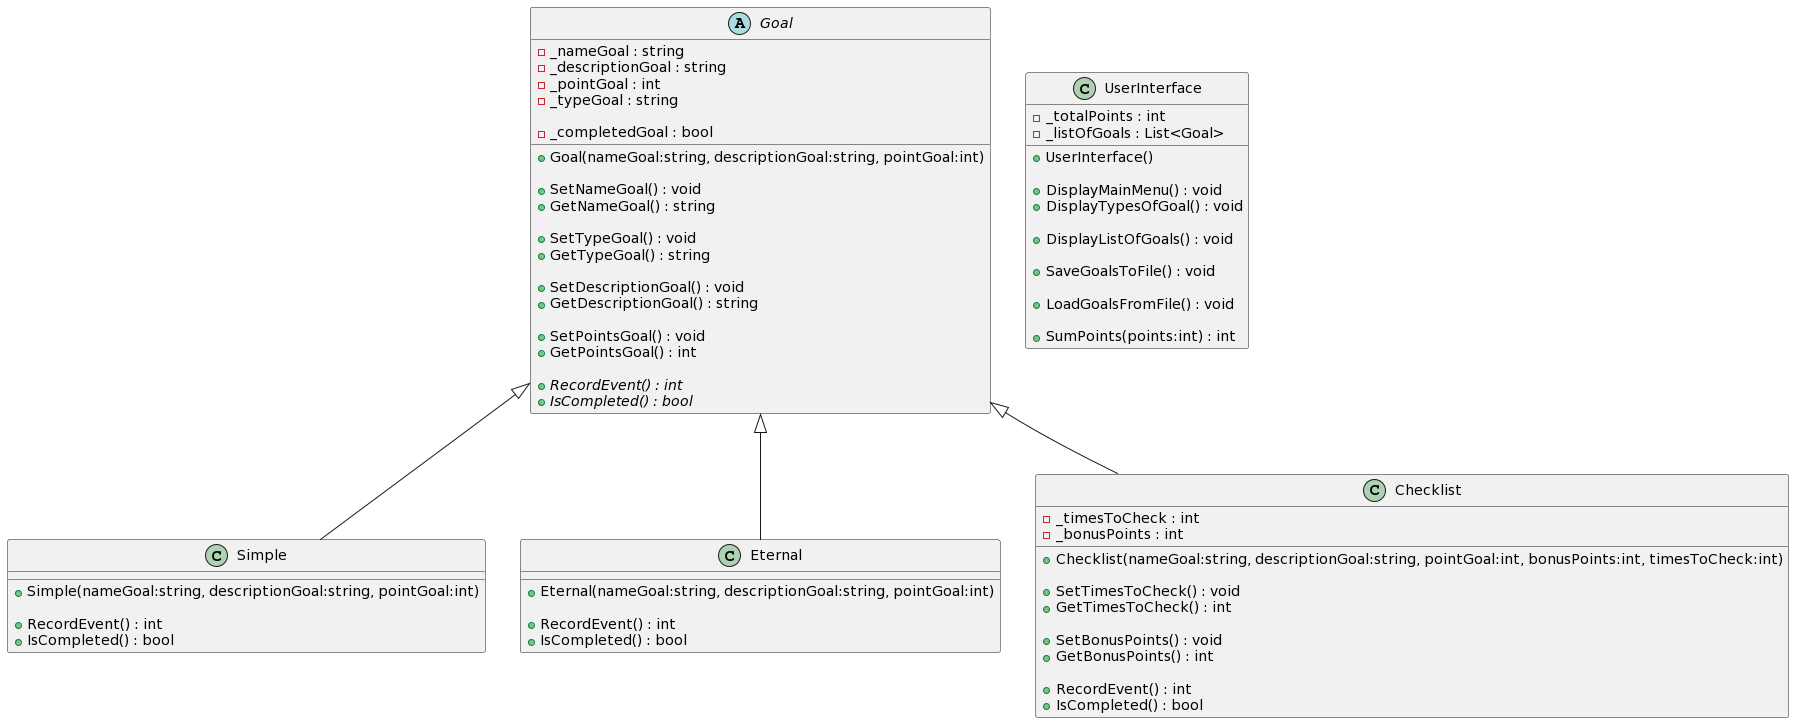 A Goal
_nameGoal : string
_descriptionGoal : string
_pointGoal : int
_typeGoal : string
_completedGoal : bool
Goal(nameGoal:string, descriptionGoal:string, pointGoal:int)
SetNameGoal() : void
GetNameGoal() : string
SetTypeGoal() : void
GetTypeGoal() : string
SetDescriptionGoal() : void
GetDescriptionGoal() : string
SetPointsGoal() : void
GetPointsGoal() : int
RecordEvent() : int
IsCompleted() : bool
C UserInterface
_totalPoints : int
_listOfGoals : List<Goal>
UserInterface()
DisplayMainMenu() : void
DisplayTypesOfGoal() : void
DisplayListOfGoals() : void
SaveGoalsToFile() : void
LoadGoalsFromFile() : void
SumPoints(points:int) : int
C Simple
Simple(nameGoal:string, descriptionGoal:string, pointGoal:int)
RecordEvent() : int
IsCompleted() : bool
C Eternal
Eternal(nameGoal:string, descriptionGoal:string, pointGoal:int)
RecordEvent() : int
IsCompleted() : bool
C Checklist
_timesToCheck : int
_bonusPoints : int
Checklist(nameGoal:string, descriptionGoal:string, pointGoal:int, bonusPoints:int, timesToCheck:int)
SetTimesToCheck() : void
GetTimesToCheck() : int
SetBonusPoints() : void
GetBonusPoints() : int
RecordEvent() : int
IsCompleted() : bool